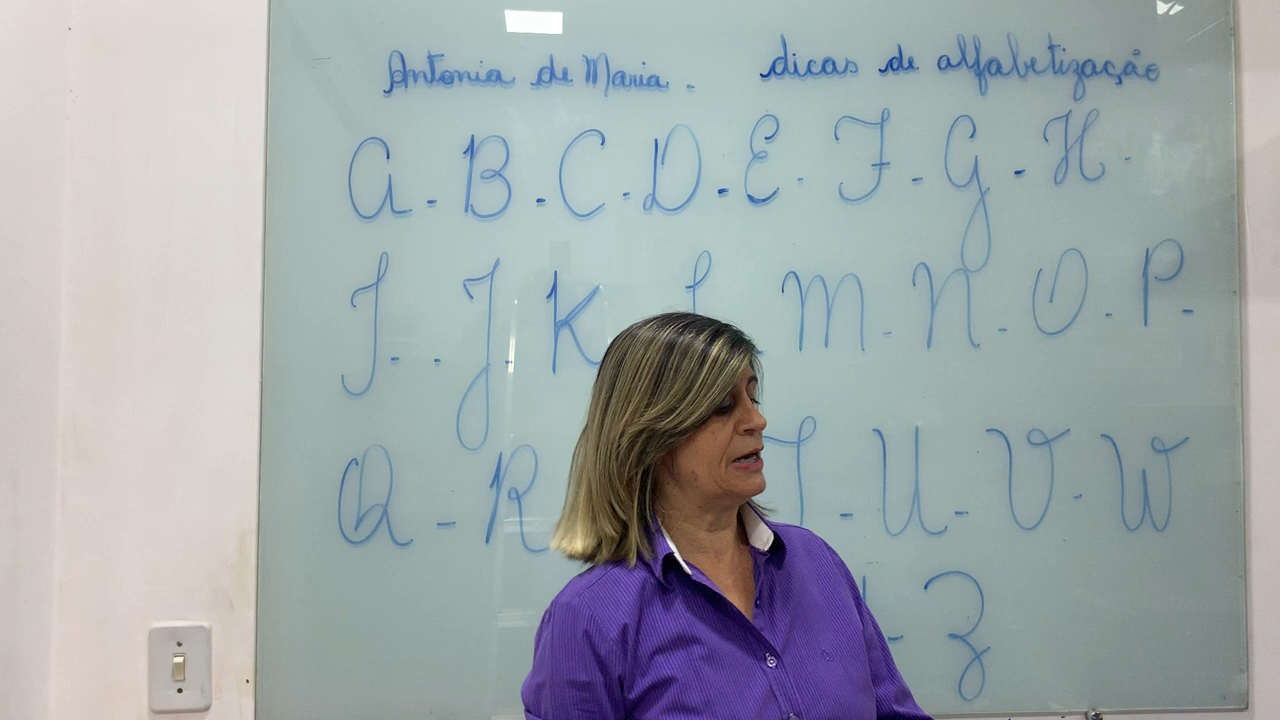 Antonia de Maria. dicas de alfabetização
A. B. C. D. E. F. G. H.
I. . J. K L M. N. O. P.
Q - R T - U - V - W
- Z